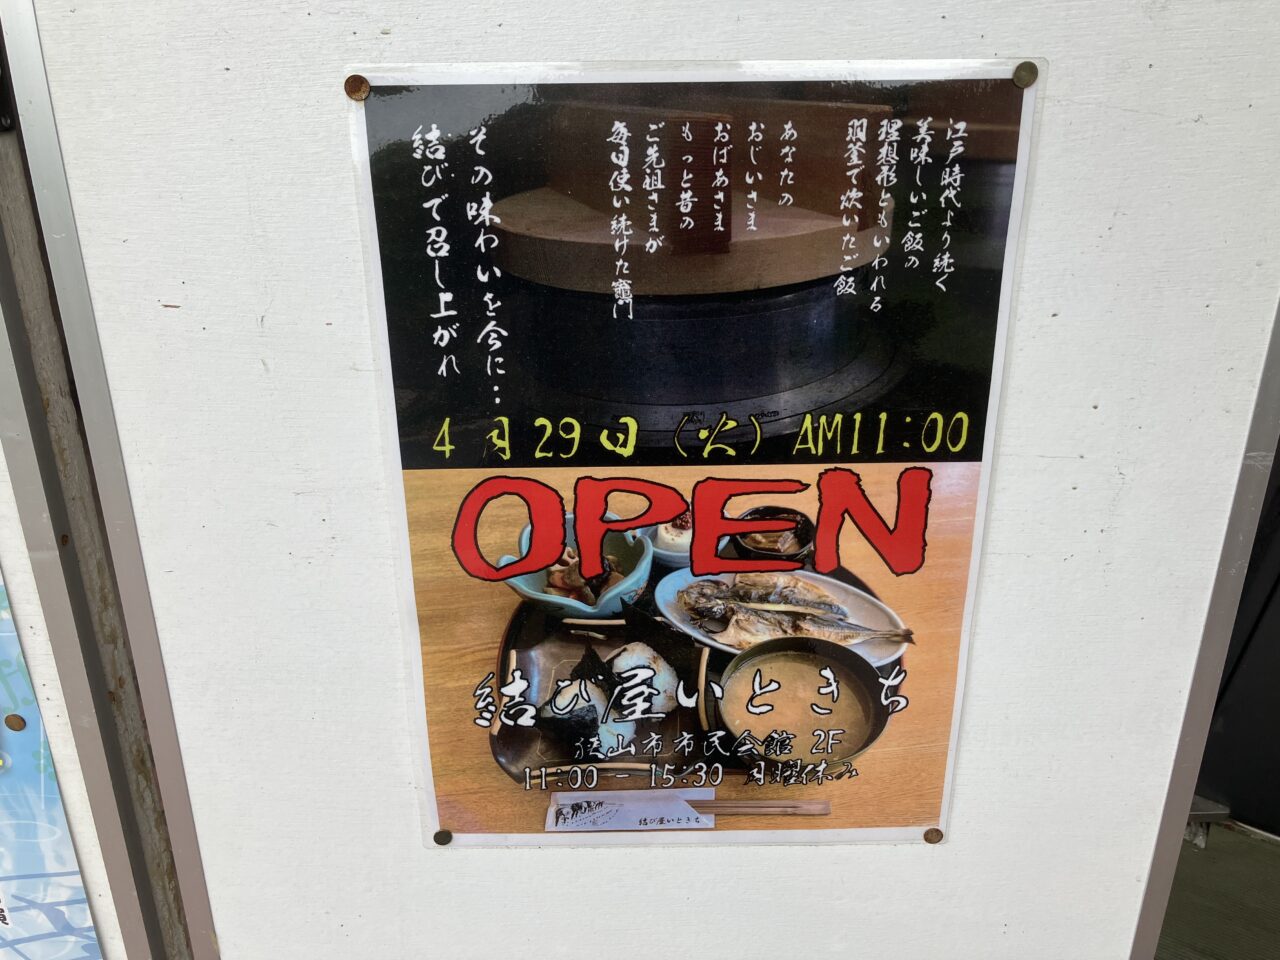 江戸時代より続く
美味しいご飯の
理想形ともいわれる
羽釜で炊いたご飯
あなたの
おじいさま
おばあさま
もっと昔の
ご先祖さまが
毎日使い続けた竈門
その味わいを今に‥
結びで召し上がれ
4月29日(火)AM11:00
OPEN
結び屋いときち
狭山市市民会館 2F
11:00－15:30 月曜休み
結び屋いときち